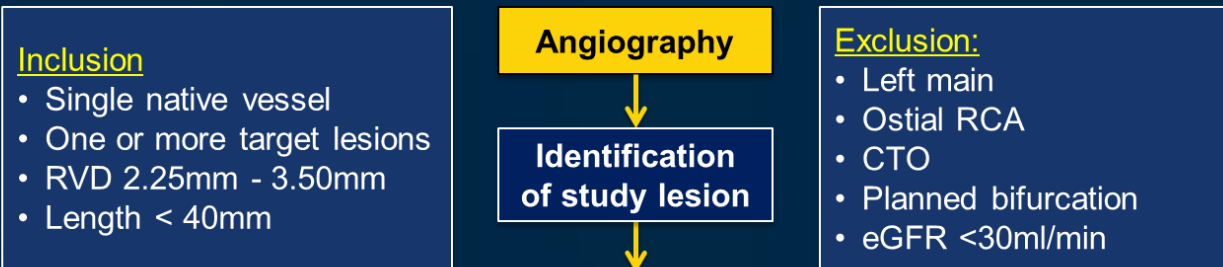 Inclusion
• Single native vessel
• One or more target lesions
• RVD 2.25mm - 3.50mm
• Length < 40mm
Angiography
Identification
of study lesion
Exclusion:
• Left main
• Ostial RCA
• CTO
• Planned bifurcation
• eGFR <30ml/min